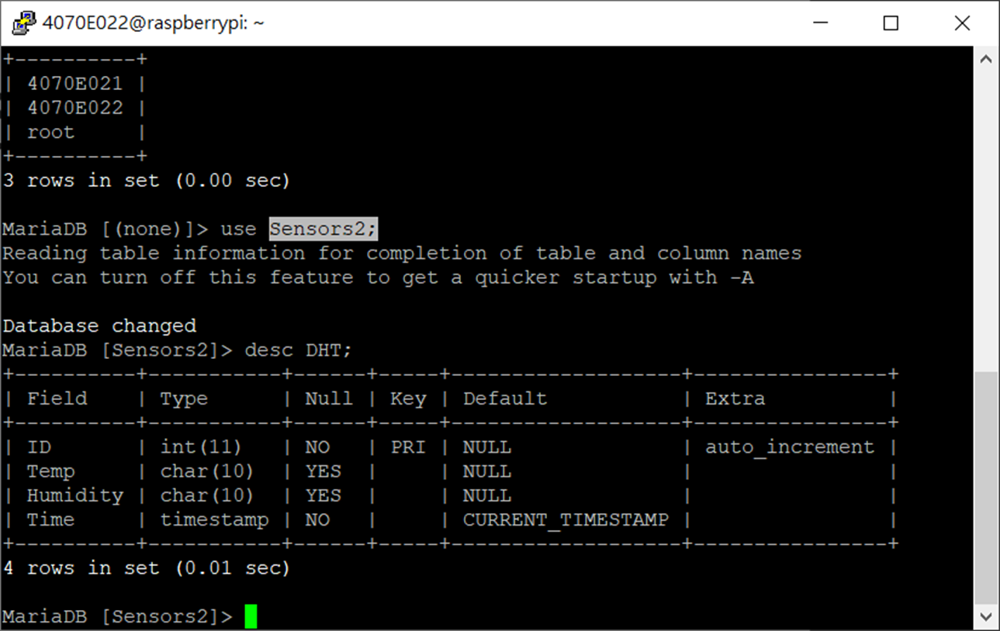 4070E022@raspberrypi: ~
+----------+
| 4070E021 |
| 4070E022 |
| root     |
+----------+
3 rows in set (0.00 sec)

MariaDB [(none)]> use Sensors2;
Reading table information for completion of table and column names
You can turn off this feature to get a quicker startup with -A

Database changed
MariaDB [Sensors2]> desc DHT;
+----------+-----------+------+-----+-------------------+----------------+
| Field    | Type      | Null | Key | Default           | Extra          |
+----------+-----------+------+-----+-------------------+----------------+
| ID       | int(11)   | NO   | PRI | NULL              | auto_increment |
| Temp     | char(10)  | YES  |     | NULL              |                |
| Humidity | char(10)  | YES  |     | NULL              |                |
| Time     | timestamp | NO   |     | CURRENT_TIMESTAMP |                |
+----------+-----------+------+-----+-------------------+----------------+
4 rows in set (0.01 sec)

MariaDB [Sensors2]>